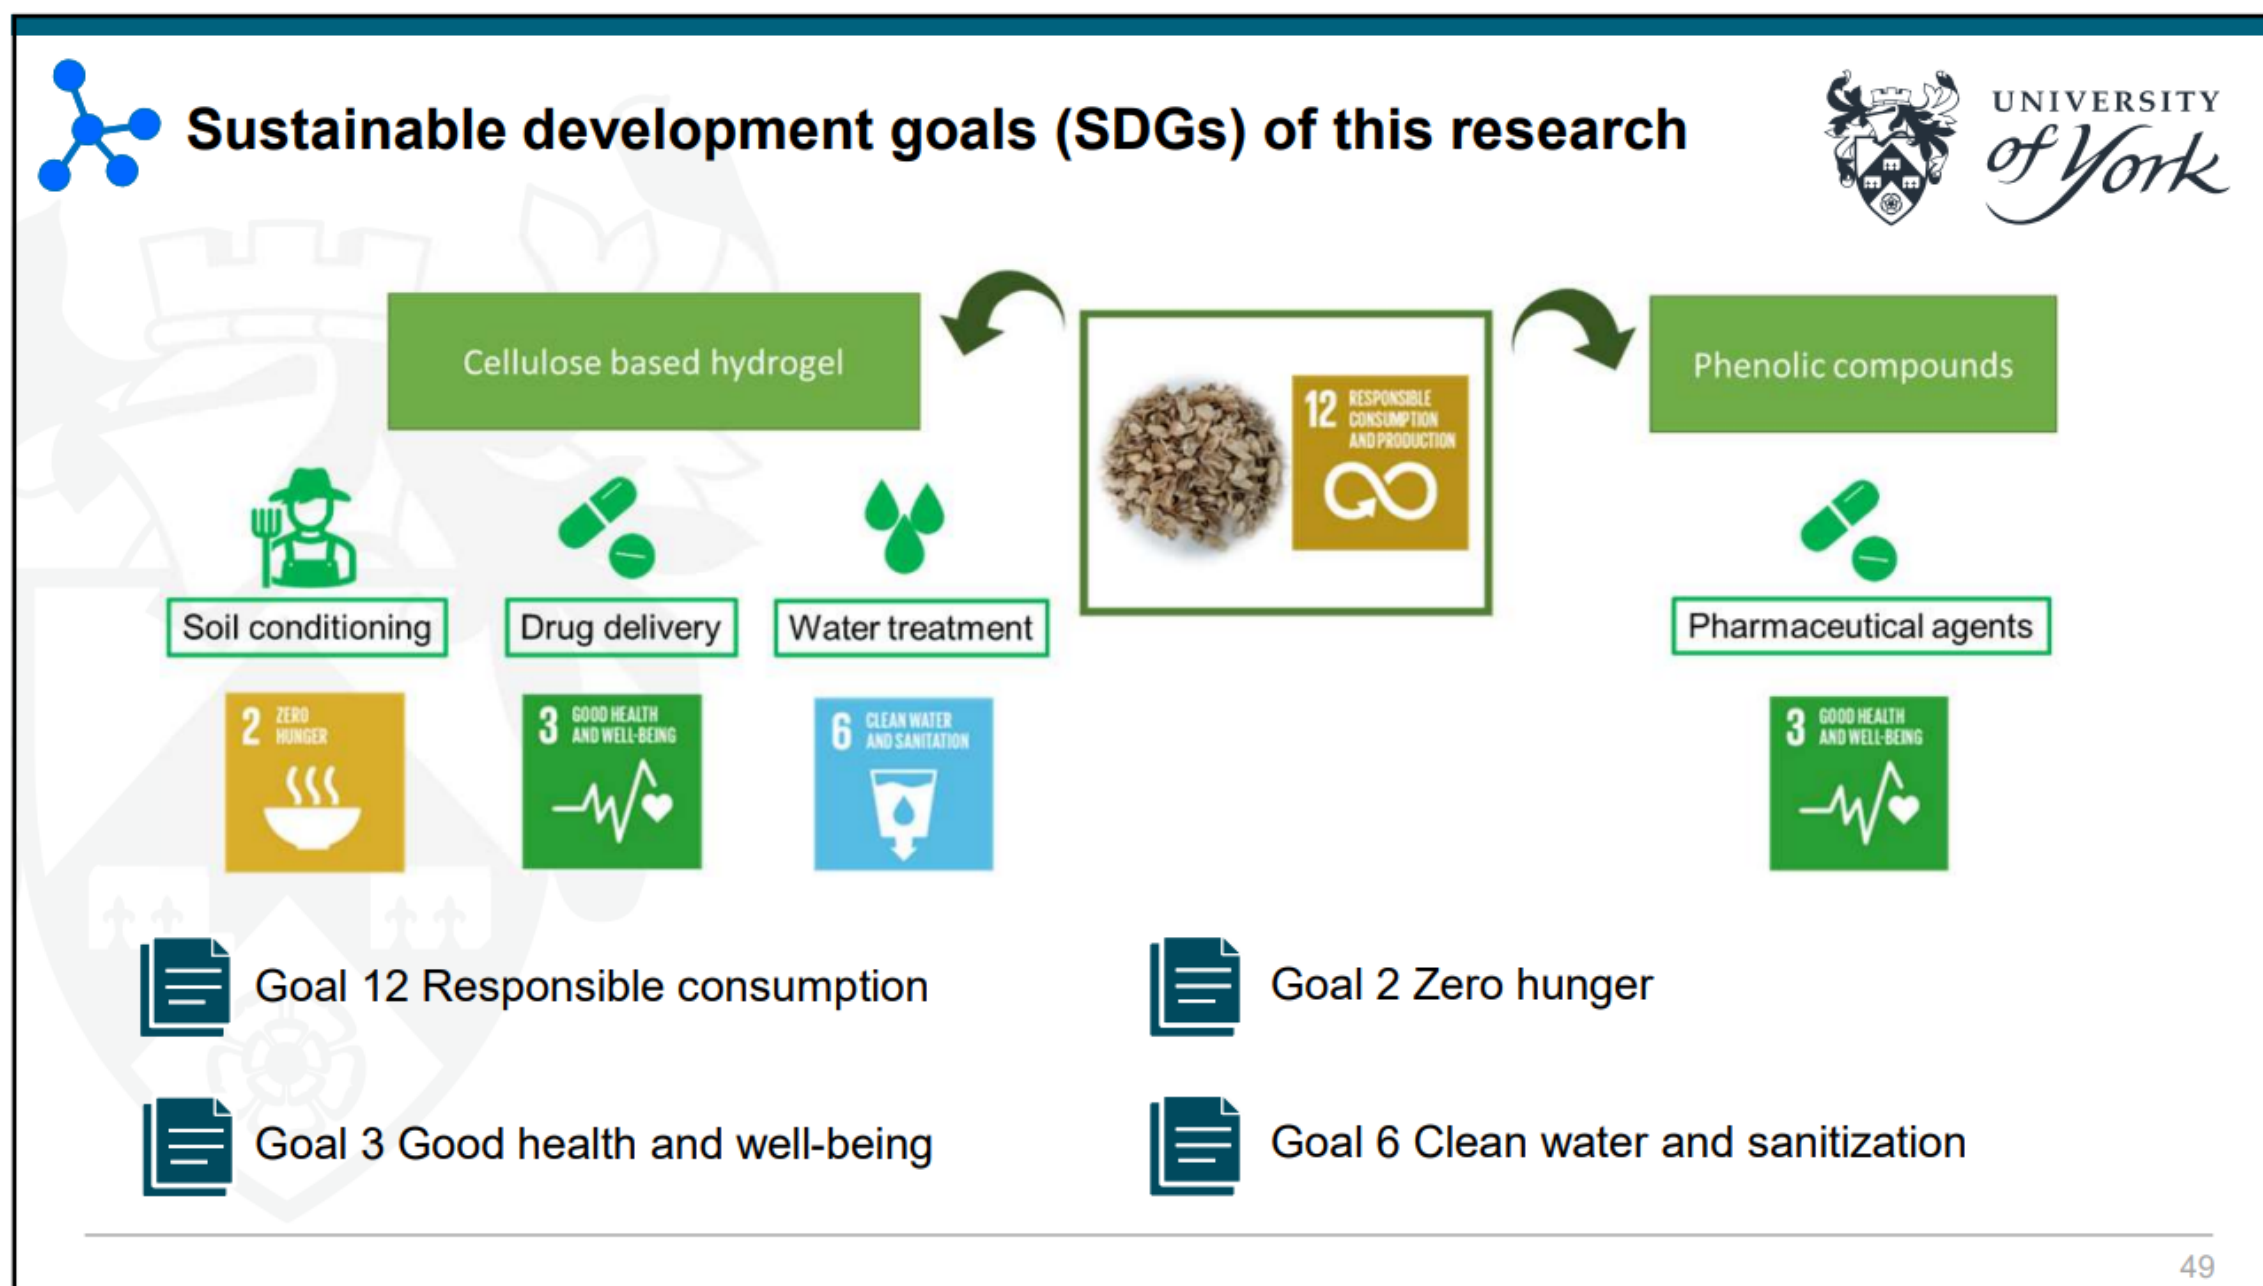 Sustainable development goals (SDGs) of this research
UNIVERSITY
of York
Cellulose based hydrogel
12 RESPONSIBLE
CONSUMPTION
AND PRODUCTION
Phenolic compounds
Soil conditioning
Drug delivery
Water treatment
Pharmaceutical agents
2 ZERO
HUNGER
3 GOOD HEALTH
AND WELL-BEING
6 CLEAN WATER
AND SANITATION
3 GOOD HEALTH
AND WELL-BEING
Goal 12 Responsible consumption
Goal 2 Zero hunger
Goal 3 Good health and well-being
Goal 6 Clean water and sanitization
49